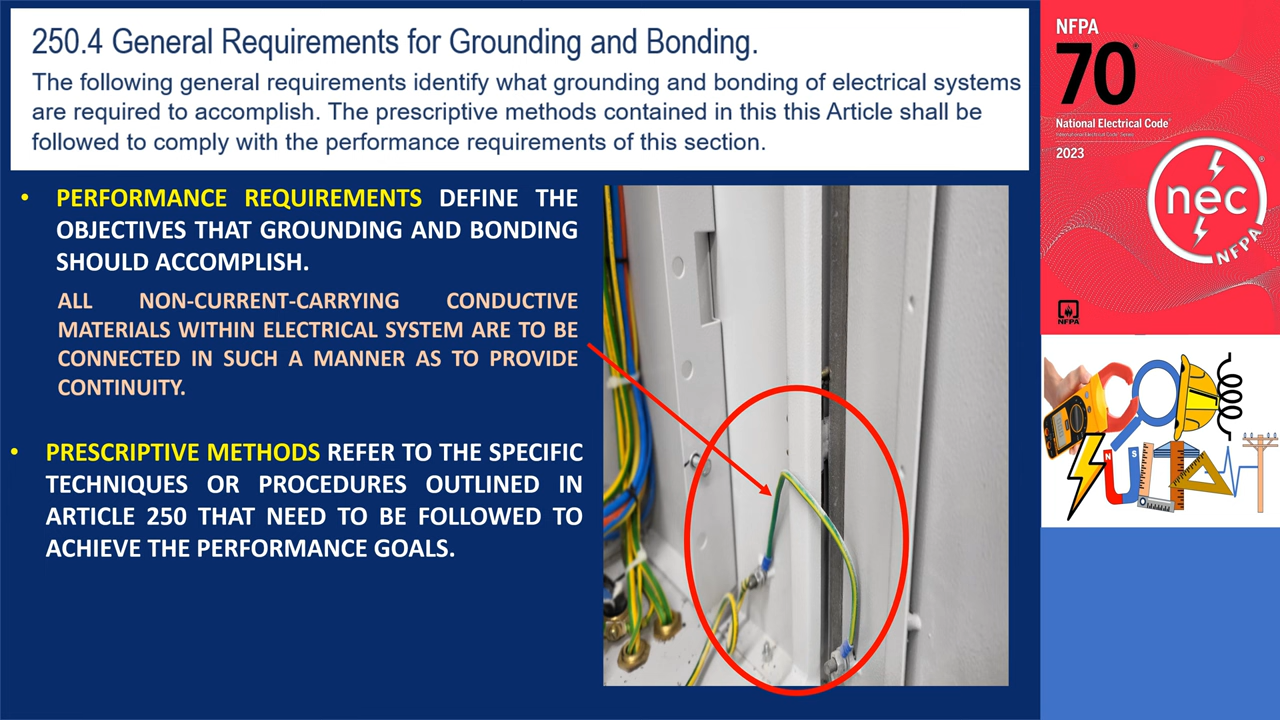 250.4 General Requirements for Grounding and Bonding.
The following general requirements identify what grounding and bonding of electrical systems
are required to accomplish. The prescriptive methods contained in this this Article shall be
followed to comply with the performance requirements of this section.
• PERFORMANCE REQUIREMENTS DEFINE THE
OBJECTIVES THAT GROUNDING AND BONDING
SHOULD ACCOMPLISH.
ALL NON-CURRENT-CARRYING CONDUCTIVE
MATERIALS WITHIN ELECTRICAL SYSTEM ARE TO BE
CONNECTED IN SUCH A MANNER AS TO PROVIDE
CONTINUITY.
• PRESCRIPTIVE METHODS REFER TO THE SPECIFIC
TECHNIQUES OR PROCEDURES OUTLINED IN
ARTICLE 250 THAT NEED TO BE FOLLOWED TO
ACHIEVE THE PERFORMANCE GOALS.
NFPA
70®
National Electrical Code®
International Electrical Code® Series
2023
nec®
NFPA
NFPA
N S